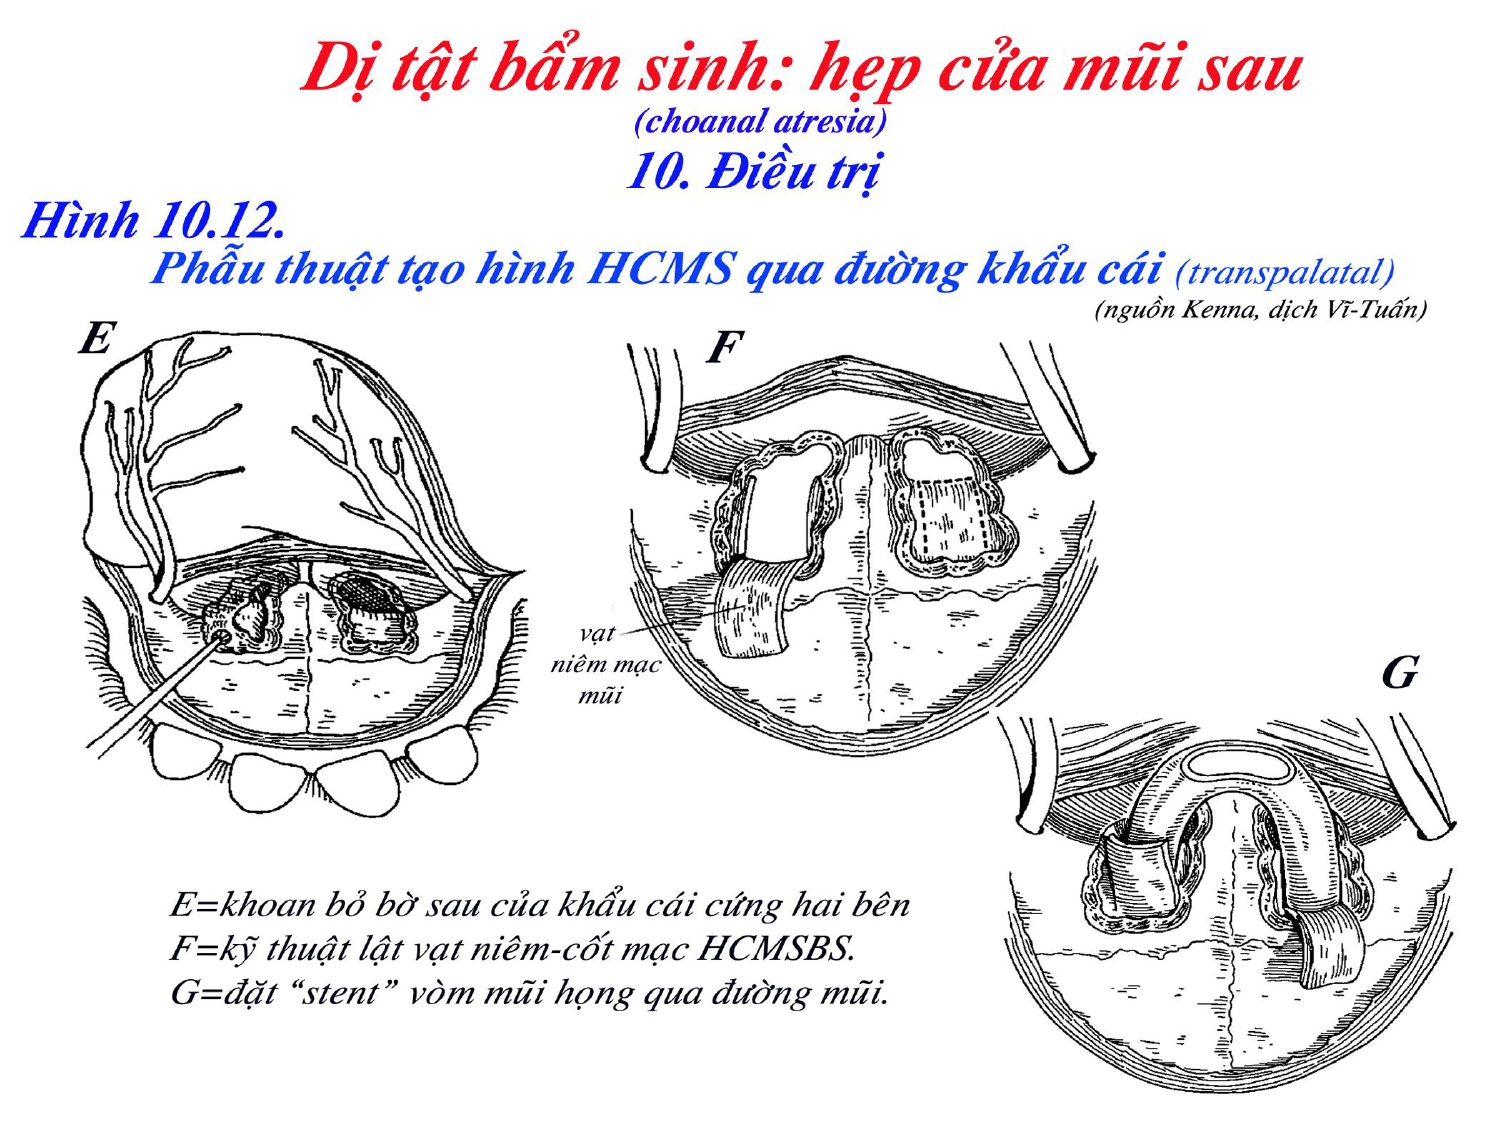 Dị tật bẩm sinh: hẹp cửa mũi sau
(choanal atresia)
10. Điều trị
Hình 10.12.
Phẫu thuật tạo hình HCMS qua đường khẩu cái (transpalatal)
(nguồn Kenna, dịch Vĩ-Tuấn)
E
F
vạt
niêm mạc
mũi
G
E=khoan bỏ bờ sau của khẩu cái cứng hai bên
F=kỹ thuật lật vạt niêm-cốt mạc HCMSBS.
G=đặt “stent” vòm mũi họng qua đường mũi.